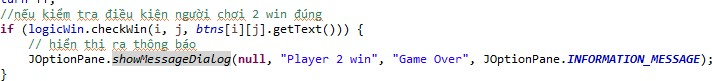 //nếu kiểm tra điều kiện người chơi 2 win đúng
if (logicWin.checkWin(i, j, btns[i][j].getText())) {
// hiển thi ra thông báo
JOptionPane.showMessageDialog(null, "Player 2 win", "Game Over", JOptionPane.INFORMATION_MESSAGE);
}